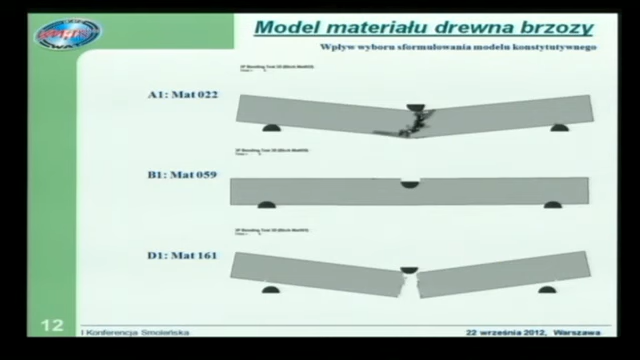 Model materiału drewna brzozy
Wpływ wyboru sformułowania modelu konstytutywnego
A1: Mat 022
B1: Mat 059
D1: Mat 161
12
I Konferencja Smoleńska
22 września 2012, Warszawa